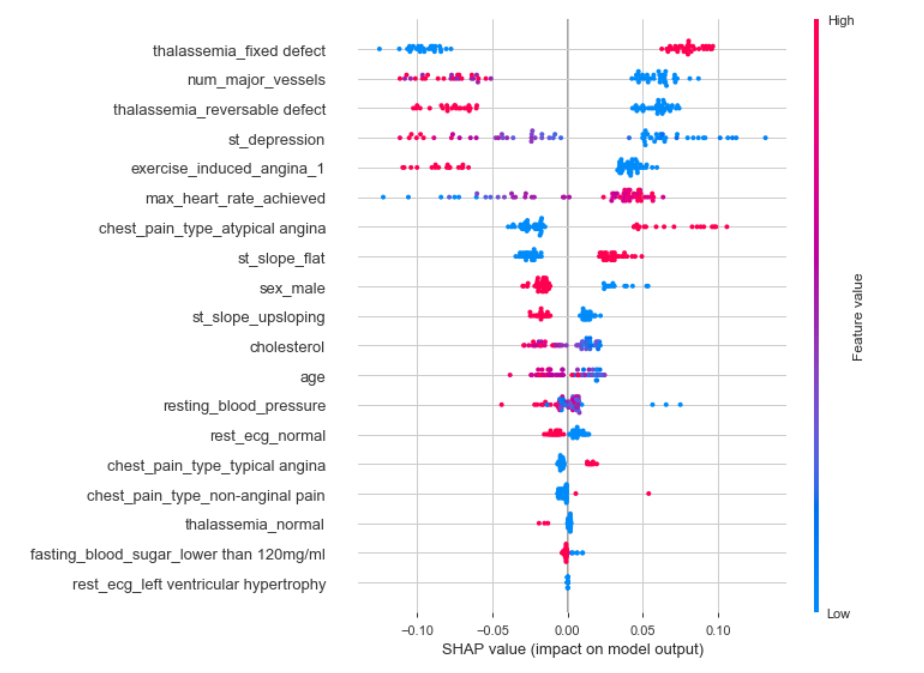 High
thalassemia_fixed defect
num_major_vessels
thalassemia_reversable defect
st_depression
exercise_induced_angina_1
max_heart_rate_achieved
chest_pain_type_atypical angina
st_slope_flat
sex_male
st_slope_upsloping
cholesterol
age
resting_blood_pressure
rest_ecg_normal
chest_pain_type_typical angina
chest_pain_type_non-anginal pain
thalassemia_normal
fasting_blood_sugar_lower than 120mg/ml
rest_ecg_left ventricular hypertrophy
Feature value
Low
−0.10 −0.05 0.00 0.05 0.10
SHAP value (impact on model output)